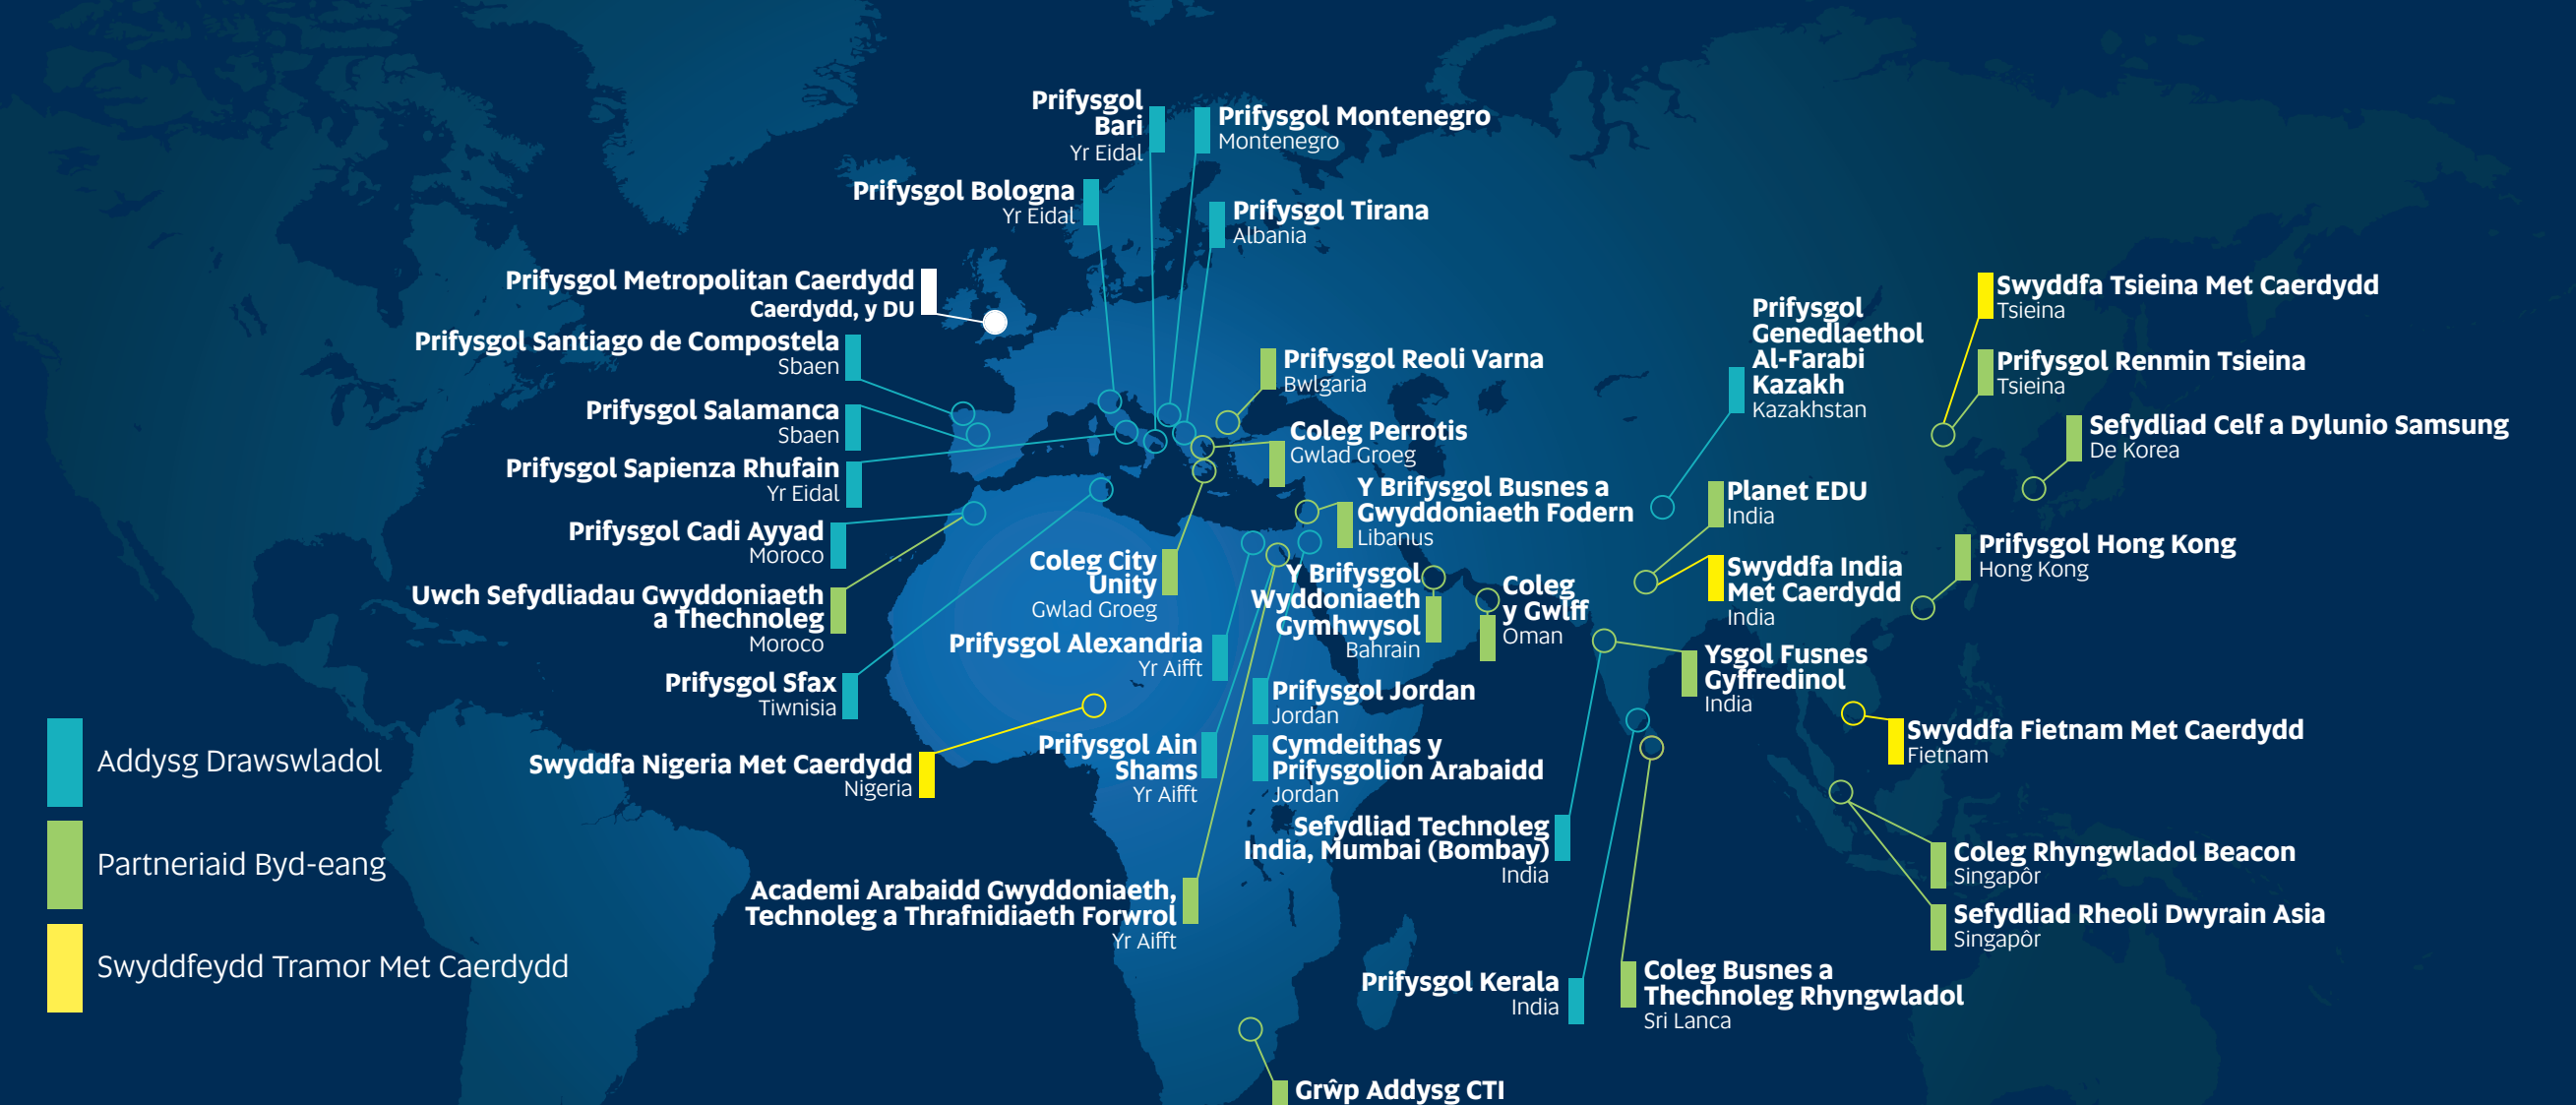 Prifysgol
Bari
Yr Eidal
Prifysgol Montenegro
Montenegro
Prifysgol Bologna
Yr Eidal
Prifysgol Tirana
Albania
Prifysgol Metropolitan Caerdydd
Caerdydd, y DU
Prifysgol Santiago de Compostela
Sbaen
Prifysgol Salamanca
Sbaen
Prifysgol Sapienza Rhufain
Yr Eidal
Prifysgol Cadi Ayyad
Moroco
Uwch Sefydliadau Gwyddoniaeth
a Thechnoleg
Moroco
Prifysgol Sfax
Tiwnisia
Swyddfa Nigeria Met Caerdydd
Nigeria
Prifysgol Reoli Varna
Bwlgaria
Coleg Perrotis
Gwlad Groeg
Y Brifysgol Busnes a
Gwyddoniaeth Fodern
Libanus
Coleg City
Unity
Gwlad Groeg
Y Brifysgol
Wyddoniaeth
Gymhwysol
Bahrain
Coleg
y Gwlff
Oman
Prifysgol Alexandria
Yr Aifft
Prifysgol Jordan
Jordan
Prifysgol Ain
Shams
Yr Aifft
Cymdeithas y
Prifysgolion Arabaidd
Jordan
Sefydliad Technoleg
India, Mumbai (Bombay)
India
Academi Arabaidd Gwyddoniaeth,
Technoleg a Thrafnidiaeth Forwrol
Yr Aifft
Prifysgol Kerala
India
Coleg Busnes a
Thechnoleg Rhyngwladol
Sri Lanca
Grŵp Addysg CTI
Prifysgol
Genedlaethol
Al-Farabi
Kazakh
Kazakhstan
Swyddfa Tsieina Met Caerdydd
Tsieina
Prifysgol Renmin Tsieina
Tsieina
Sefydliad Celf a Dylunio Samsung
De Korea
Planet EDU
India
Prifysgol Hong Kong
Hong Kong
Swyddfa India
Met Caerdydd
India
Ysgol Fusnes
Gyffredinol
India
Swyddfa Fietnam Met Caerdydd
Fietnam
Coleg Rhyngwladol Beacon
Singapôr
Sefydliad Rheoli Dwyrain Asia
Singapôr
Addysg Drawswladol
Partneriaid Byd-eang
Swyddfeydd Tramor Met Caerdydd